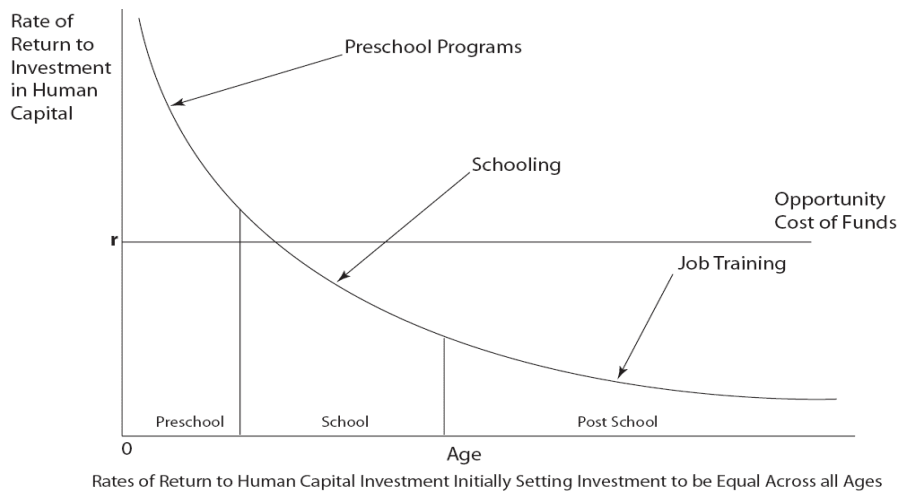 Rate of
Return to
Investment
in Human
Capital
Preschool Programs
Schooling
Opportunity
Cost of Funds
r
Job Training
Preschool
School
Post School
0
Age
Rates of Return to Human Capital Investment Initially Setting Investment to be Equal Across all Ages